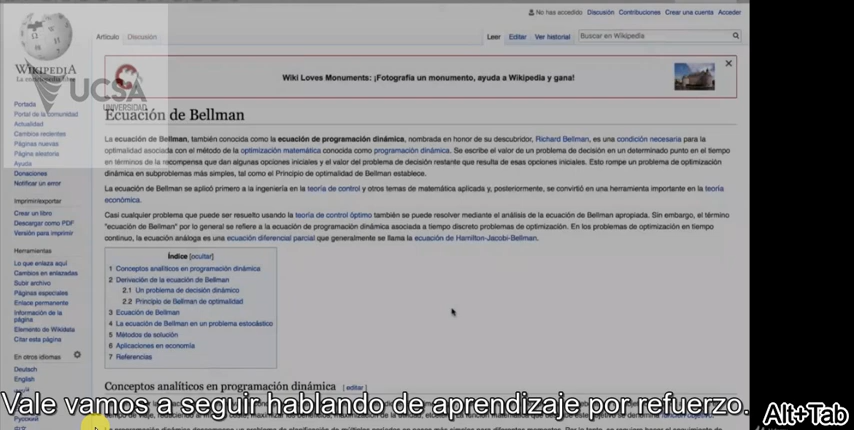 No ha accedido Discusión Contribuciones Crear una cuenta Acceder
Artículo Discusión Leer Editar Ver historial Buscar en Wikipedia
WIKIPEDIA
La enciclopedia libre
UCSA
UNIVERSIDAD
Wiki Loves Monuments: ¡Fotografía un monumento, ayuda a Wikipedia y gana!
Ecuación de Bellman
La ecuación de Bellman, también conocida como la ecuación de programación dinámica, nombrada en honor de su descubridor, Richard Bellman, es una condición necesaria para la
optimalidad asociada con el método de la optimización matemática conocida como programación dinámica. Se escribe el valor de un problema de decisión en un determinado punto en el tiempo
en términos de la recompensa que dan algunas opciones iniciales y el valor del problema de decisión restante que resulta de esas opciones iniciales. Esto rompe un problema de optimización
dinámica en subproblemas más simples, tal como el Principio de optimalidad de Bellman establece.
La ecuación de Bellman se aplicó primero a la ingeniería en la teoría de control y otros temas de matemática aplicada y, posteriormente, se convirtió en una herramienta importante en la teoría
económica.
Casi cualquier problema que puede ser resuelto usando la teoría de control óptimo también se puede resolver mediante el análisis de la ecuación de Bellman apropiada. Sin embargo, el término
"ecuación de Bellman" por lo general se refiere a la ecuación de programación dinámica asociada a tiempo discreto problemas de optimización. En los problemas de optimización en tiempo
continuo, la ecuación análoga es una ecuación diferencial parcial que generalmente se llama la ecuación de Hamilton-Jacobi-Bellman.
Índice [ocultar]
1 Conceptos analíticos en programación dinámica
2 Derivación de la ecuación de Bellman
2.1 Un problema de decisión dinámico
2.2 Principio de Bellman de optimalidad
3 Ecuación de Bellman
4 La ecuación de Bellman en un problema estocástico
5 Métodos de solución
6 Aplicaciones en economía
7 Referencias
Conceptos analíticos en programación dinámica [editar]
Portada
Portal de la comunidad
Actualidad
Cambios recientes
Páginas nuevas
Página aleatoria
Ayuda
Donaciones
Notificar un error
Imprimir/exportar
Crear un libro
Descargar como PDF
Versión para imprimir
Herramientas
Lo que enlaza aquí
Cambios en enlazadas
Subir archivo
Páginas especiales
Enlace permanente
Información de la
página
Elemento de Wikidata
Citar esta página
En otros idiomas
Deutsch
English
Vale vamos a seguir hablando de aprendizaje por refuerzo.
Alt+Tab